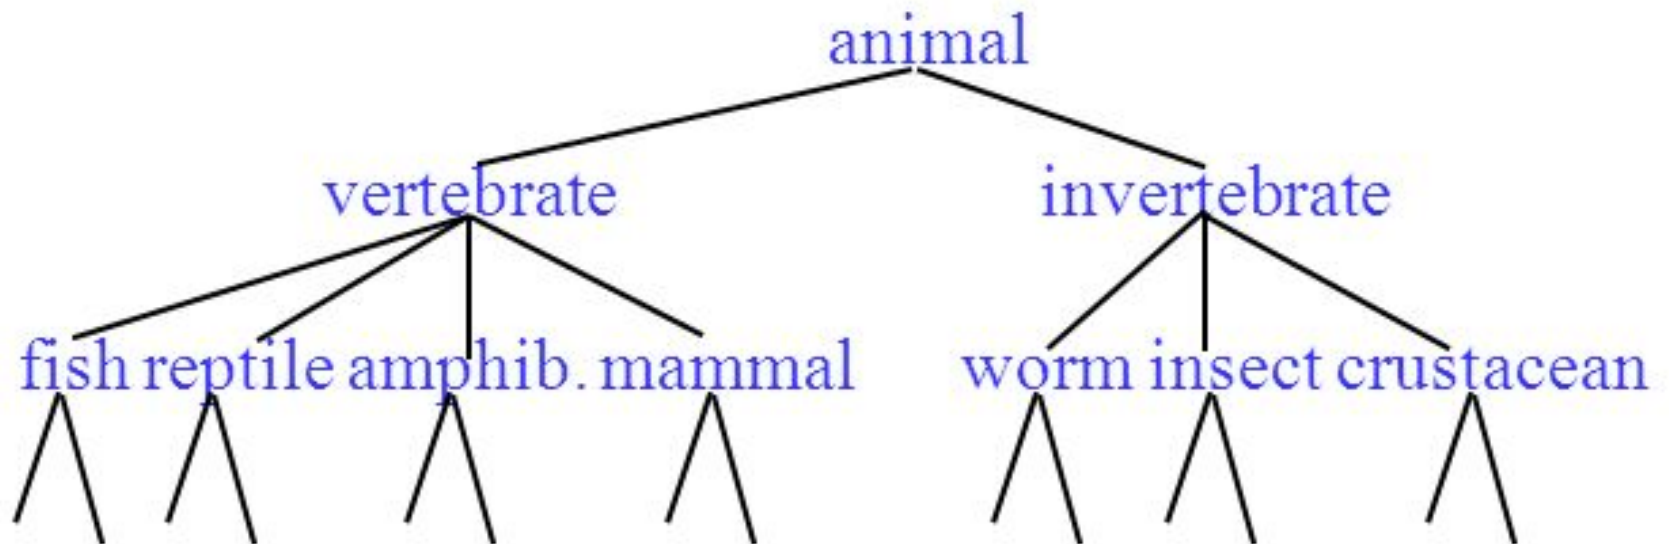 animal
vertebrate invertebrate
fish reptile amphib. mammal worm insect crustacean